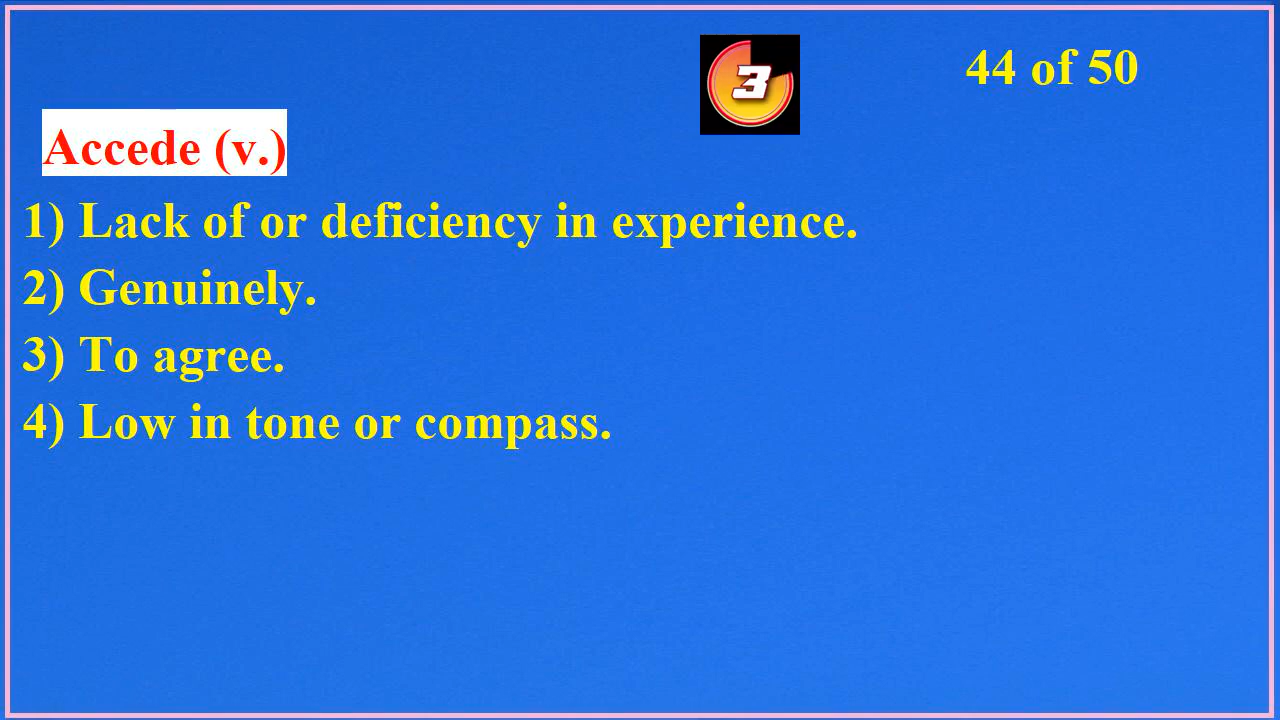 3
44 of 50
Accede (v.)
1) Lack of or deficiency in experience.
2) Genuinely.
3) To agree.
4) Low in tone or compass.